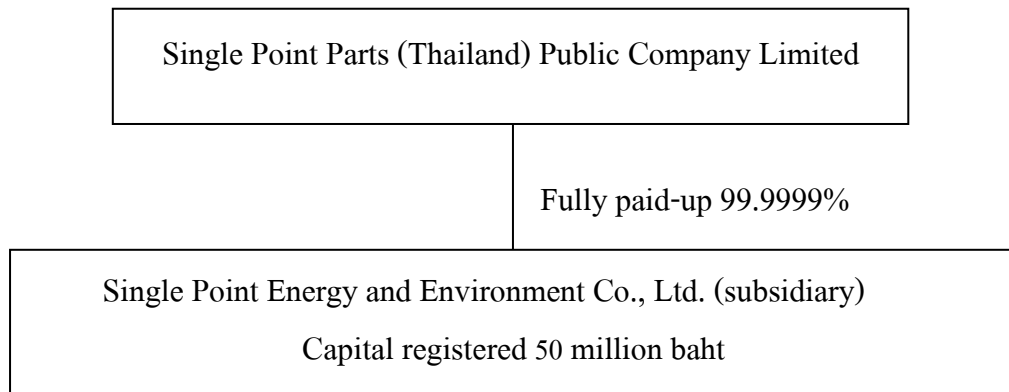 Single Point Parts (Thailand) Public Company Limited
Fully paid-up 99.9999%
Single Point Energy and Environment Co., Ltd. (subsidiary)
Capital registered 50 million baht